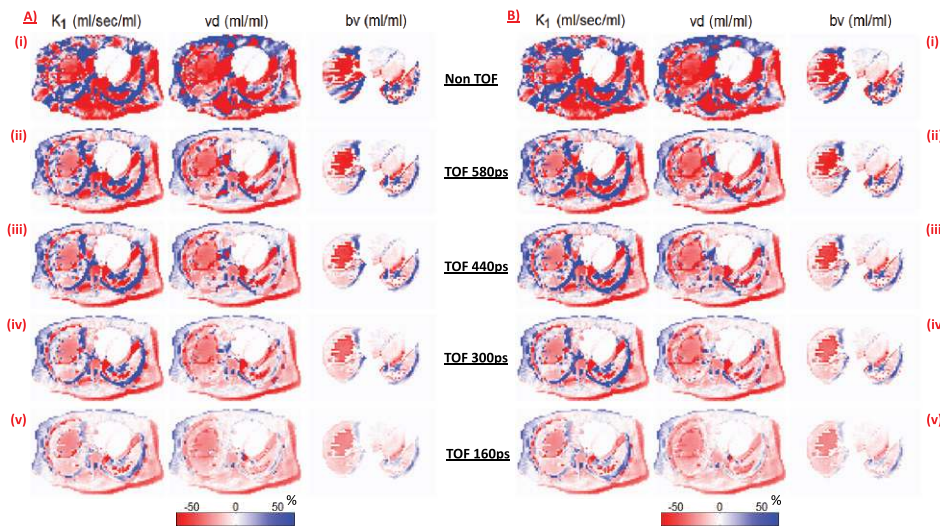 A) K1 (ml/sec/ml) vd (ml/ml) bv (ml/ml) B) K1 (ml/sec/ml) vd (ml/ml) bv (ml/ml)
(i) Non TOF (i)
(ii) TOF 580ps (ii)
(iii) TOF 440ps (iii
(iv) TOF 300ps (iv
(v) TOF 160ps (v)
-50 0 50 % -50 0 50 %